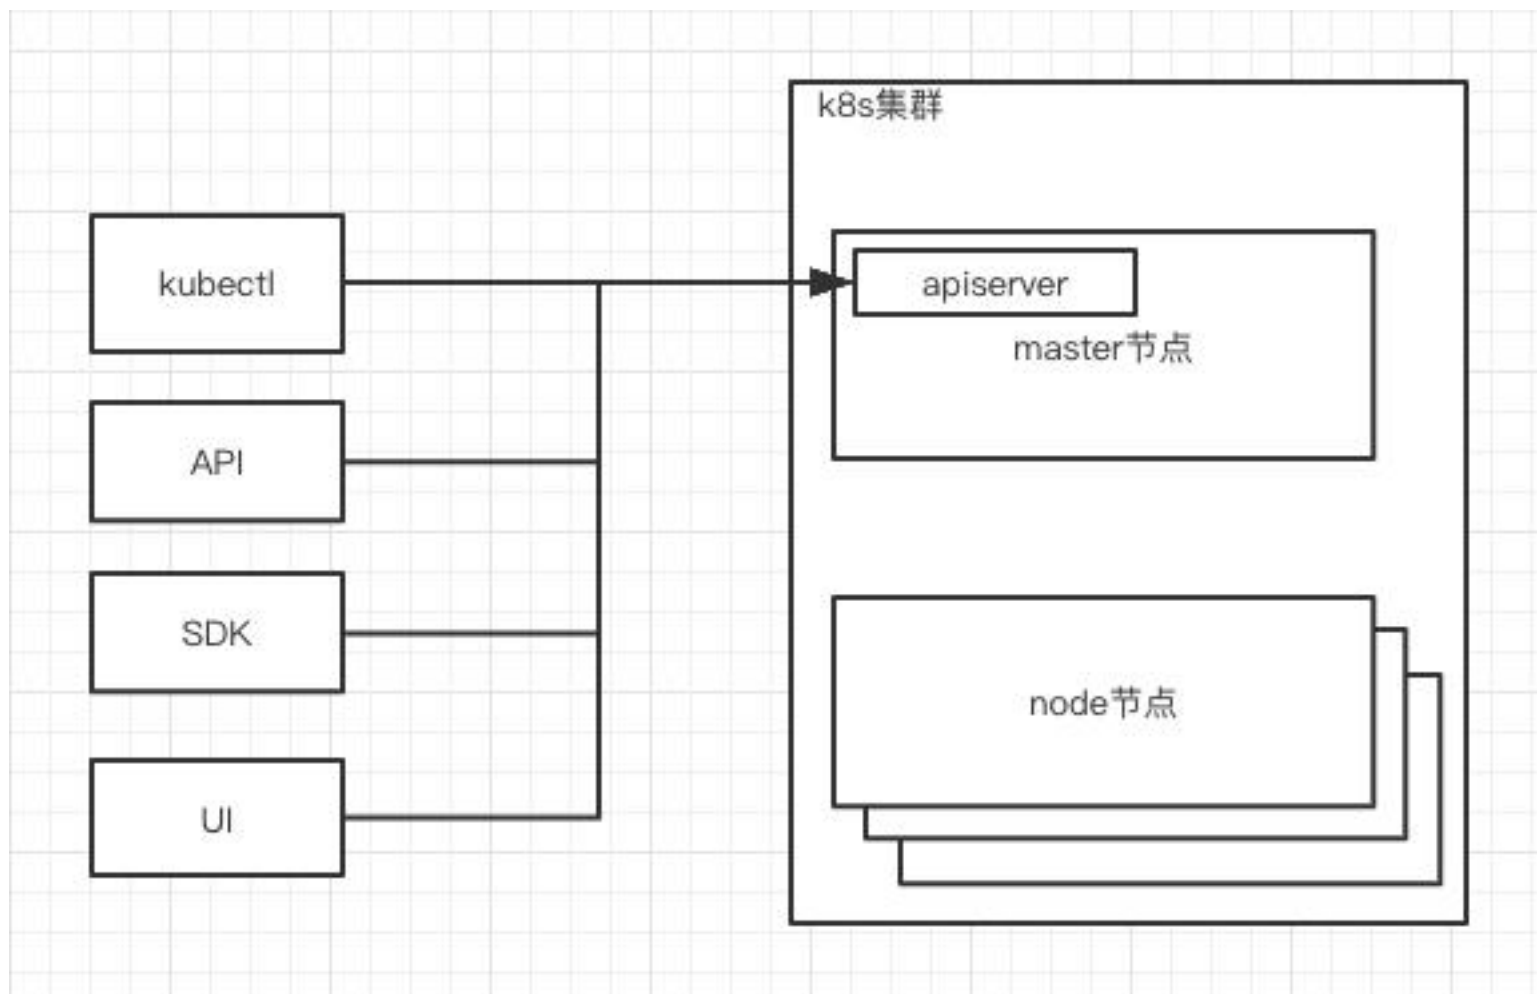 k8s集群
kubectl
apiserver
master节点
API
SDK
node节点
UI